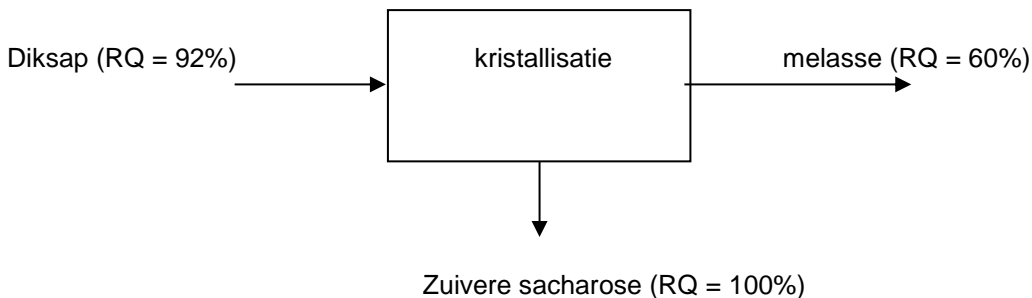 Diksap (RQ = 92%)
kristallisatie
melasse (RQ = 60%)
Zuivere sacharose (RQ = 100%)